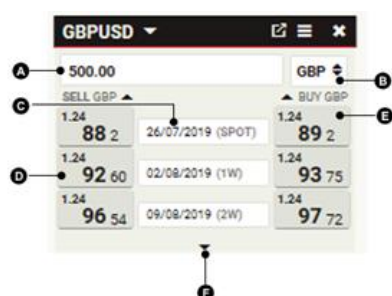 GBPUSD
A 500.00 GBP B
C SELL GBP BUY GBP
1.24 88 2 26/07/2019 (SPOT) 1.24 89 2 E
D 1.24 92 60 02/08/2019 (1W) 1.24 93 75
1.24 96 54 09/08/2019 (2W) 1.24 97 72
F